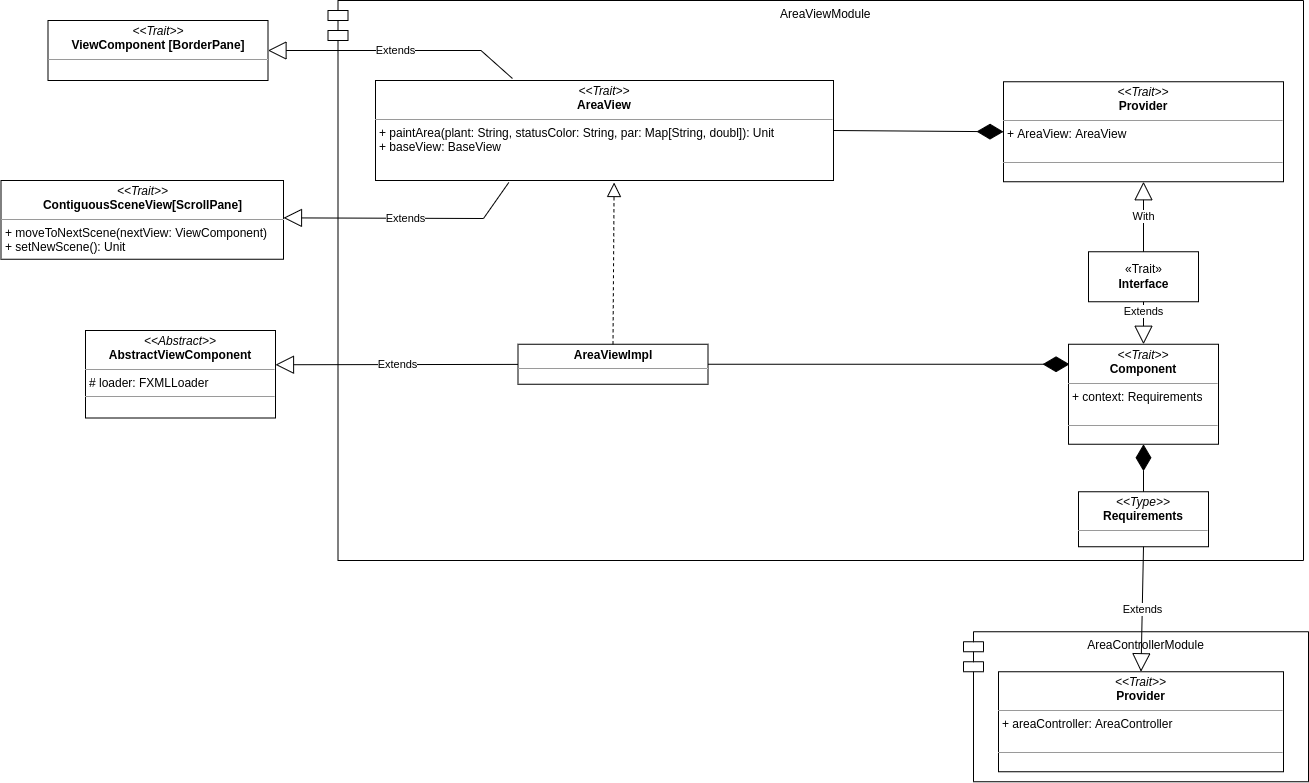 AreaViewModule
<<Trait>>
ViewComponent [BorderPane]
Extends
<<Trait>>
AreaView
+ paintArea(plant: String, statusColor: String, par: Map[String, doubl]): Unit
+ baseView: BaseView
<<Trait>>
Provider
+ AreaView: AreaView
<<Trait>>
ContiguousSceneView[ScrollPane]
+ moveToNextScene(nextView: ViewComponent)
+ setNewScene(): Unit
Extends
With
«Trait»
Interface
Extends
<<Abstract>>
AbstractViewComponent
# loader: FXMLLoader
Extends
AreaViewImpl
<<Trait>>
Component
+ context: Requirements
<<Type>>
Requirements
Extends
AreaControllerModule
<<Trait>>
Provider
+ areaController: AreaController